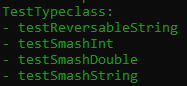 TestTypeclass:
- testReversableString
- testSmashInt
- testSmashDouble
- testSmashString